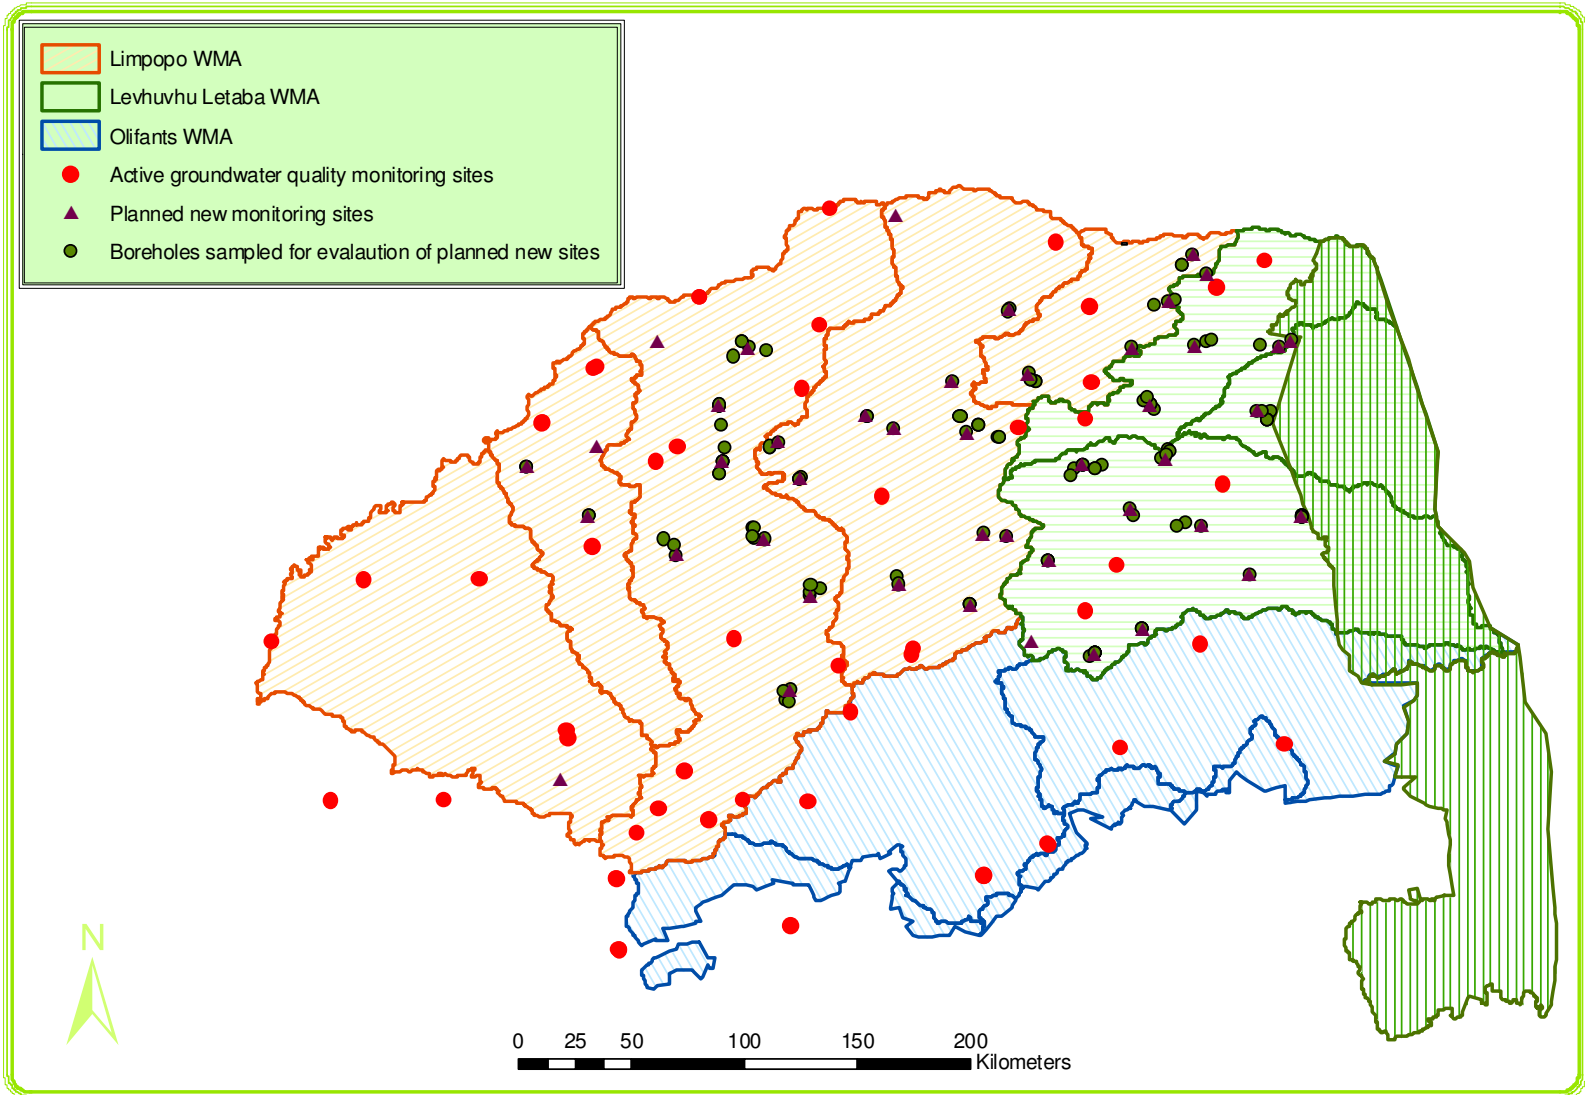 Limpopo WMA
Levhuvhu Letaba WMA
Olifants WMA
Active groundwater quality monitoring sites
Planned new monitoring sites
Boreholes sampled for evalaution of planned new sites
N
0 25 50 100 150 200
Kilometers